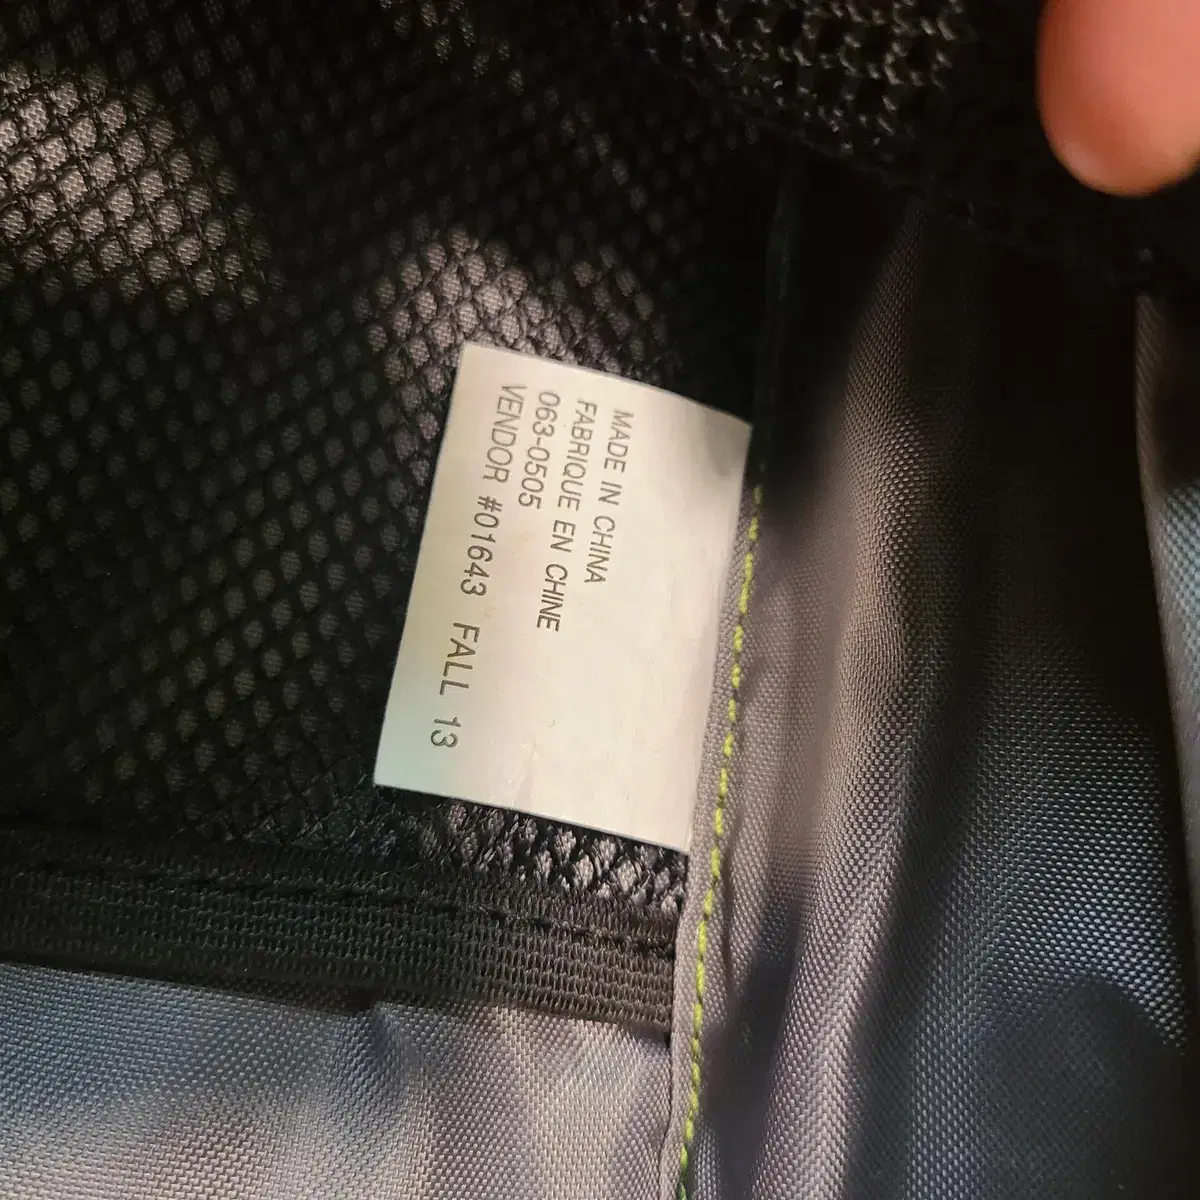 MADE IN CHINA
FABRIQUE EN CHINE
063-0505
VENDOR #01643 FALL 13